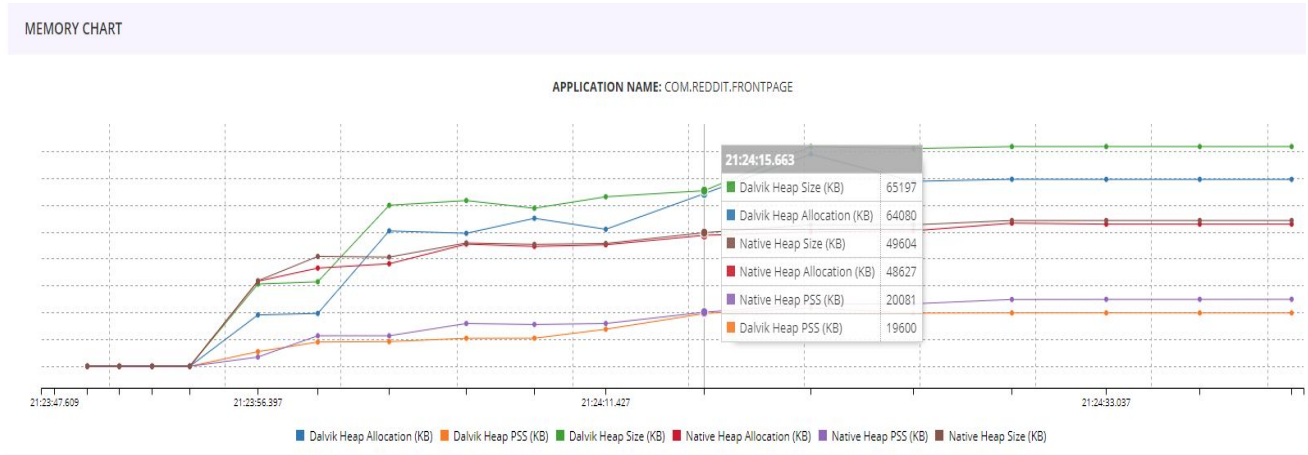 MEMORY CHART
APPLICATION NAME: COM.REDDIT.FRONTPAGE
21:24:15.663
Dalvik Heap Size (KB) 65197
Dalvik Heap Allocation (KB) 64080
Native Heap Size (KB) 49604
Native Heap Allocation (KB) 48627
Native Heap PSS (KB) 20081
Dalvik Heap PSS (KB) 19600
21:23:47.609 21:23:56.397 21:24:11.427 21:24:33.037
Dalvik Heap Allocation (KB) Dalvik Heap PSS (KB) Dalvik Heap Size (KB) Native Heap Allocation (KB) Native Heap PSS (KB) Native Heap Size (KB)